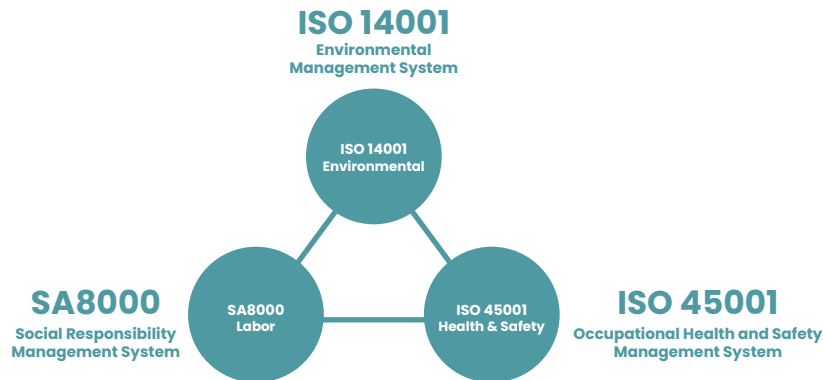 ISO 14001
Environmental
Management System
ISO 14001
Environmental
SA8000
Social Responsibility
Management System
SA8000
Labor
ISO 45001
Health & Safety
ISO 45001
Occupational Health and Safety
Management System